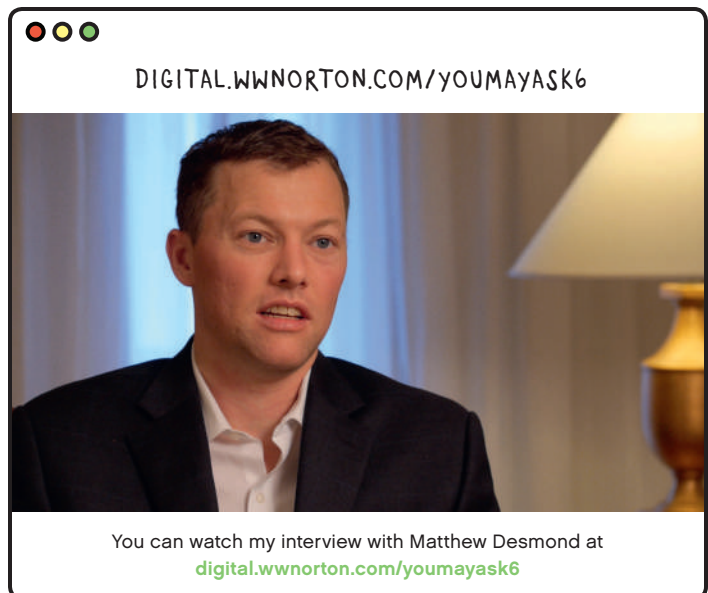 DIGITAL.WWNORTON.COM/YOUMAYASK6
You can watch my interview with Matthew Desmond at
digital.wwnorton.com/youmayask6